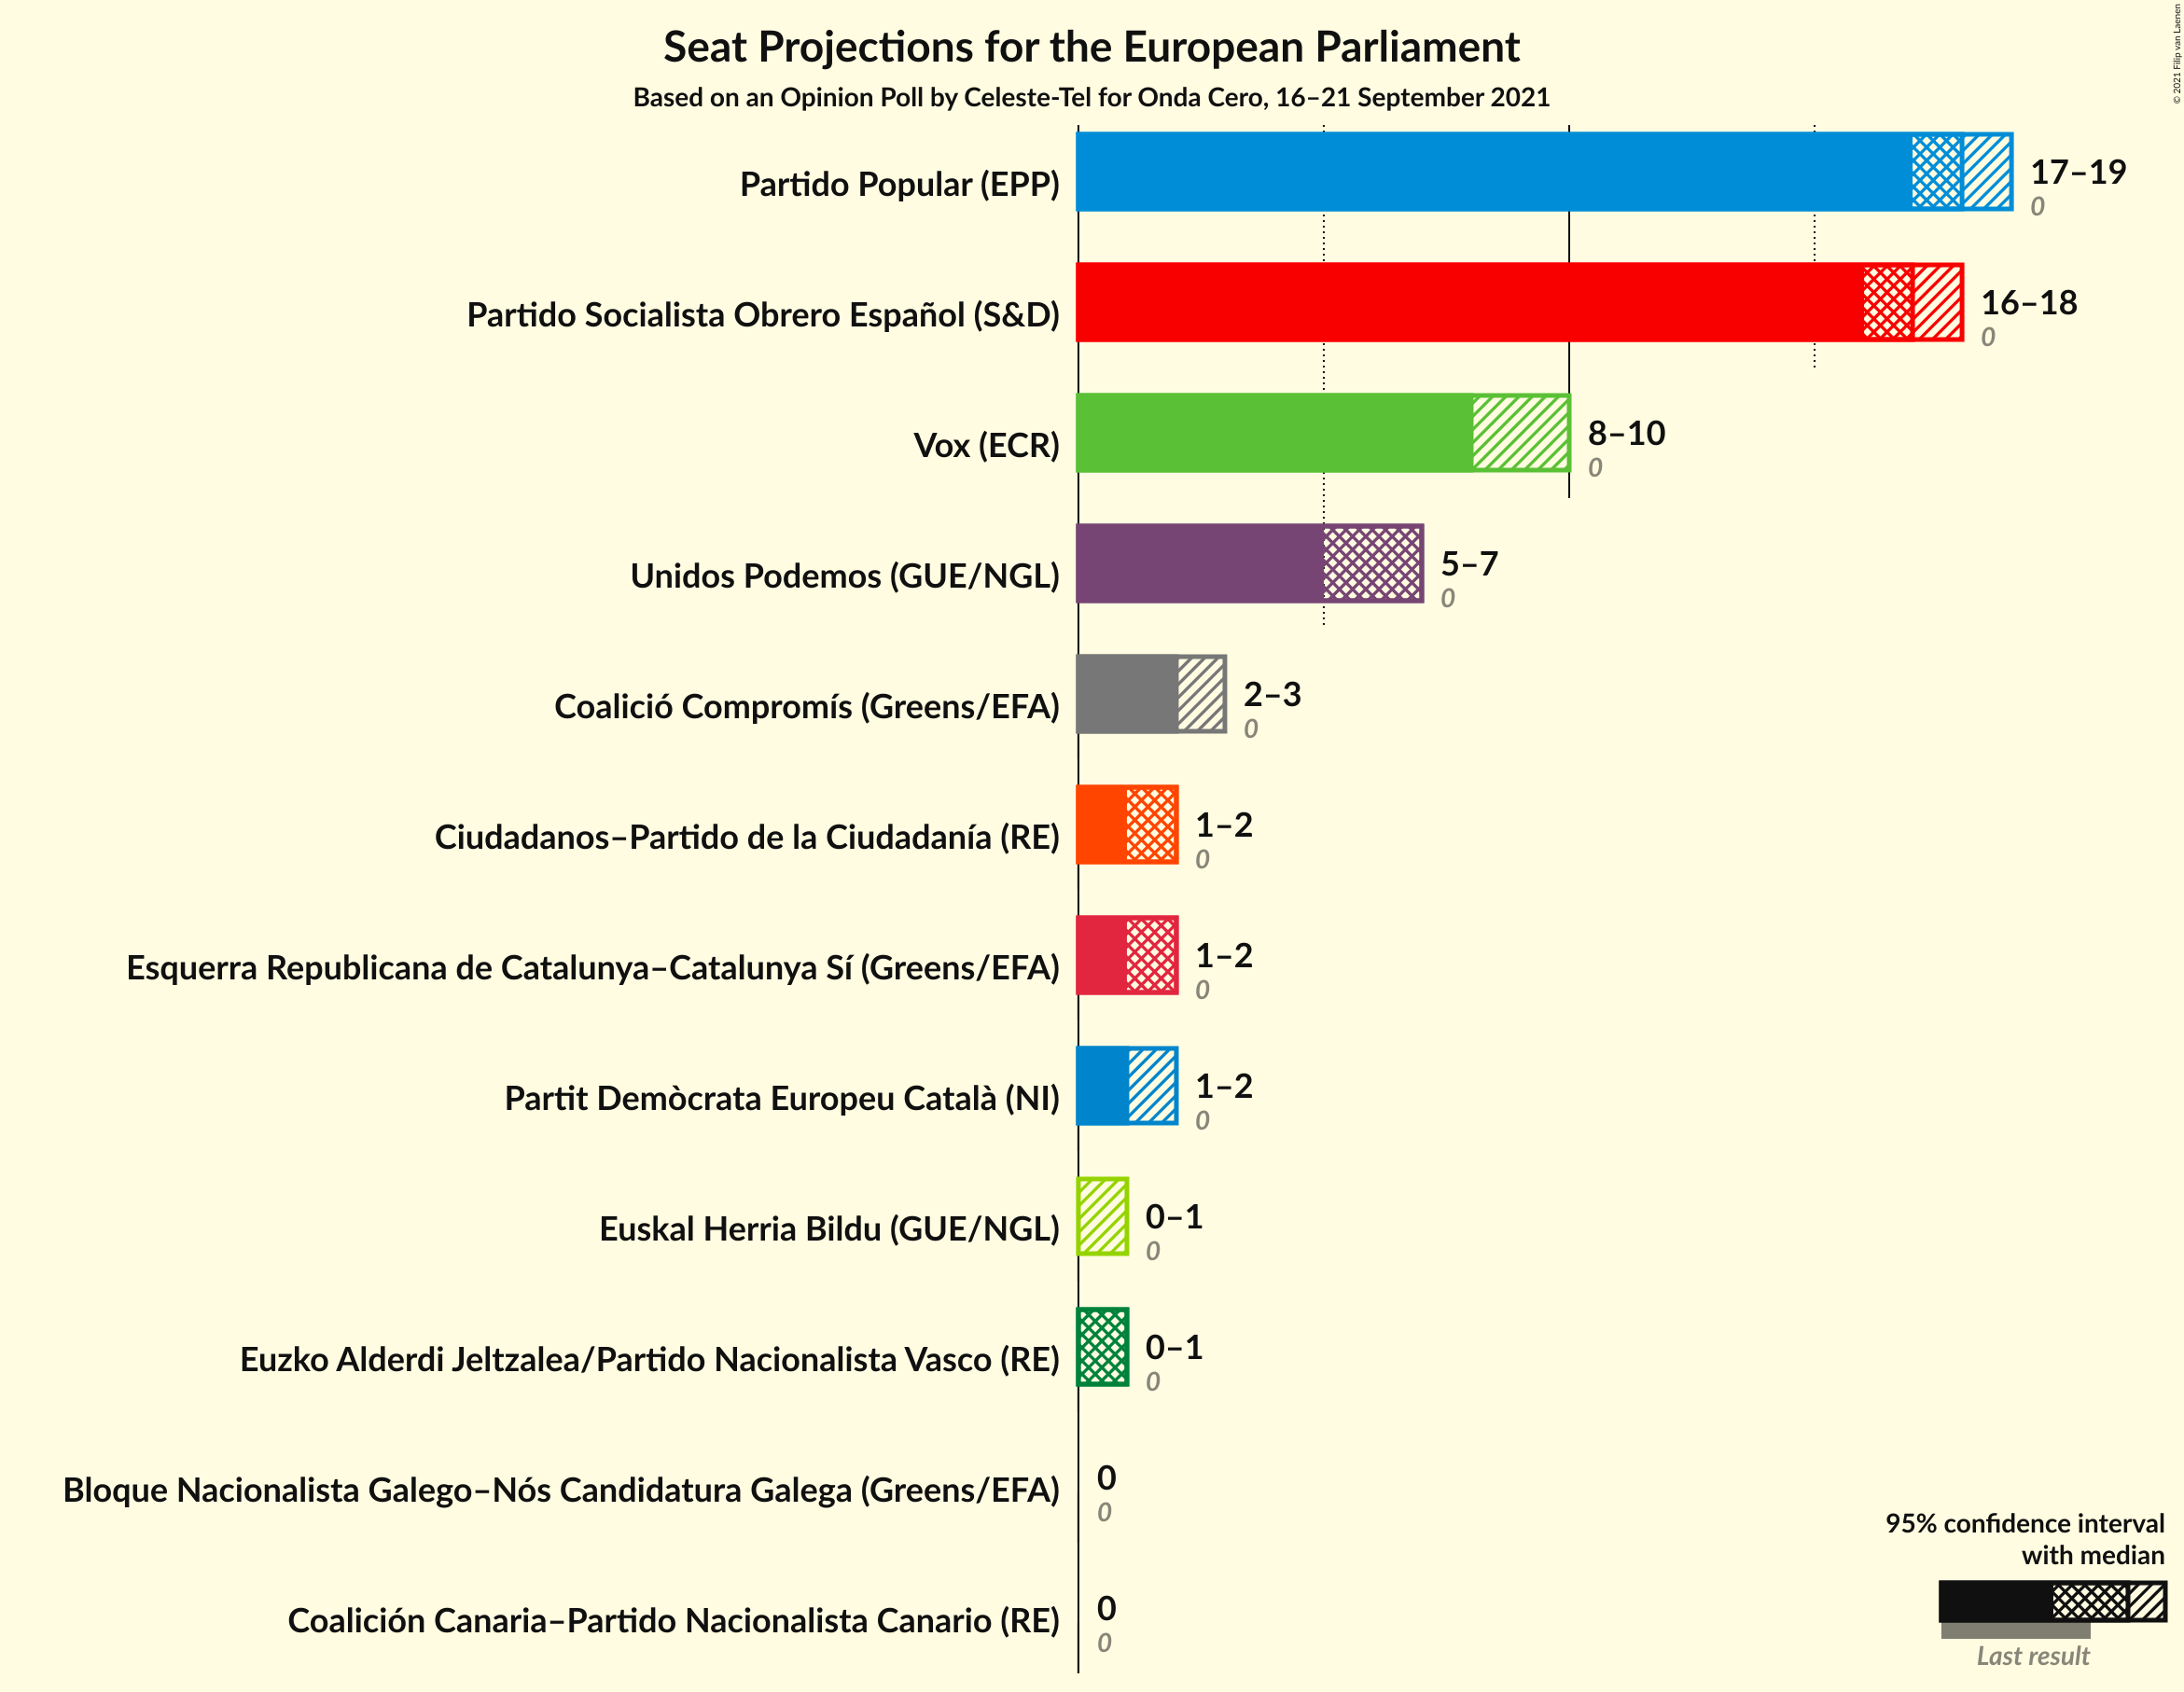 Seat Projections for the European Parliament
Based on an Opinion Poll by Celeste-Tel for Onda Cero, 16–21 September 2021
© 2021 Filip van Laenen
Partido Popular (EPP)
17–19
0
Partido Socialista Obrero Español (S&D)
16–18
0
Vox (ECR)
8–10
0
Unidos Podemos (GUE/NGL)
5–7
0
Coalició Compromís (Greens/EFA)
2–3
0
Ciudadanos–Partido de la Ciudadanía (RE)
1–2
0
Esquerra Republicana de Catalunya–Catalunya Sí (Greens/EFA)
1–2
0
Partit Demòcrata Europeu Català (NI)
1–2
0
Euskal Herria Bildu (GUE/NGL)
0–1
0
Euzko Alderdi Jeltzalea/Partido Nacionalista Vasco (RE)
0–1
0
Bloque Nacionalista Galego–Nós Candidatura Galega (Greens/EFA)
0
0
Coalición Canaria–Partido Nacionalista Canario (RE)
0
0
95% confidence interval
with median
Last result